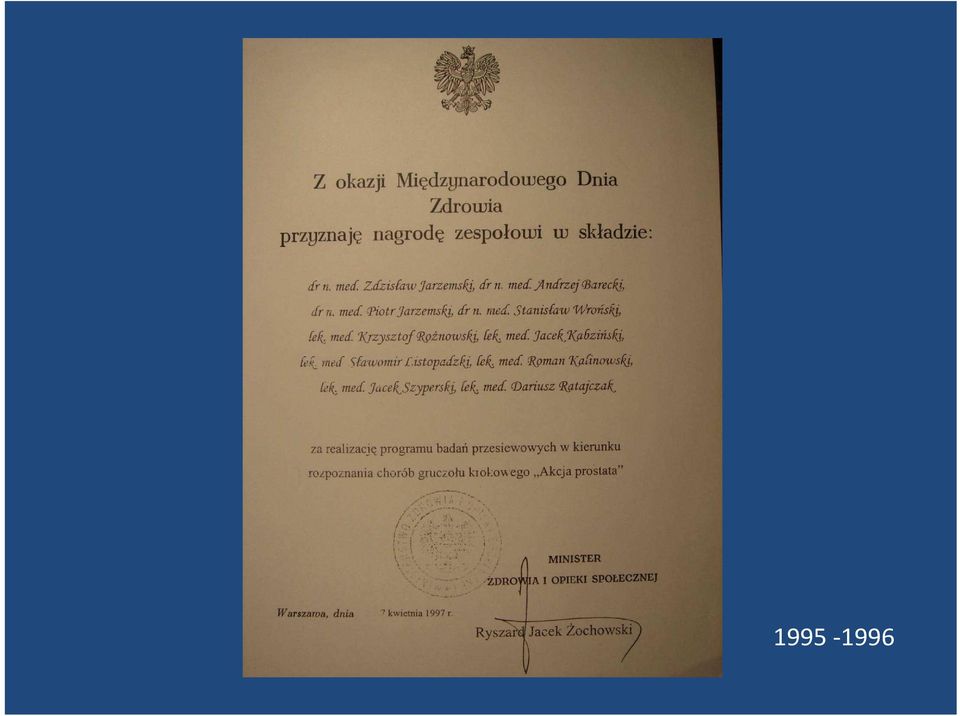 Z okazji Międzynarodowego Dnia
Zdrowia
przyznaję nagrodę zespołowi w składzie:
dr n. med. Zdzisław Jarzemski, dr n. med. Andrzej Barecki,
dr n. med. Piotr Jarzemski, dr n. med. Stanisław Wroński,
lek. med. Krzysztof Rożnowski, lek. med. Jacek Kabziński,
lek. med Sławomir Listopadzki, lek. med. Roman Kalinowski,
lek. med. Jacek Szyperski, lek. med. Dariusz Ratajczak
za realizację programu badań przesiewowych w kierunku
rozpoznania chorób gruczołu krokowego „Akcja prostata”
MINISTER
ZDROWIA I OPIEKI SPOŁECZNEJ
Warszawa, dnia 7 kwietnia 1997 r.
Ryszard Jacek Żochowski
1995 -1996